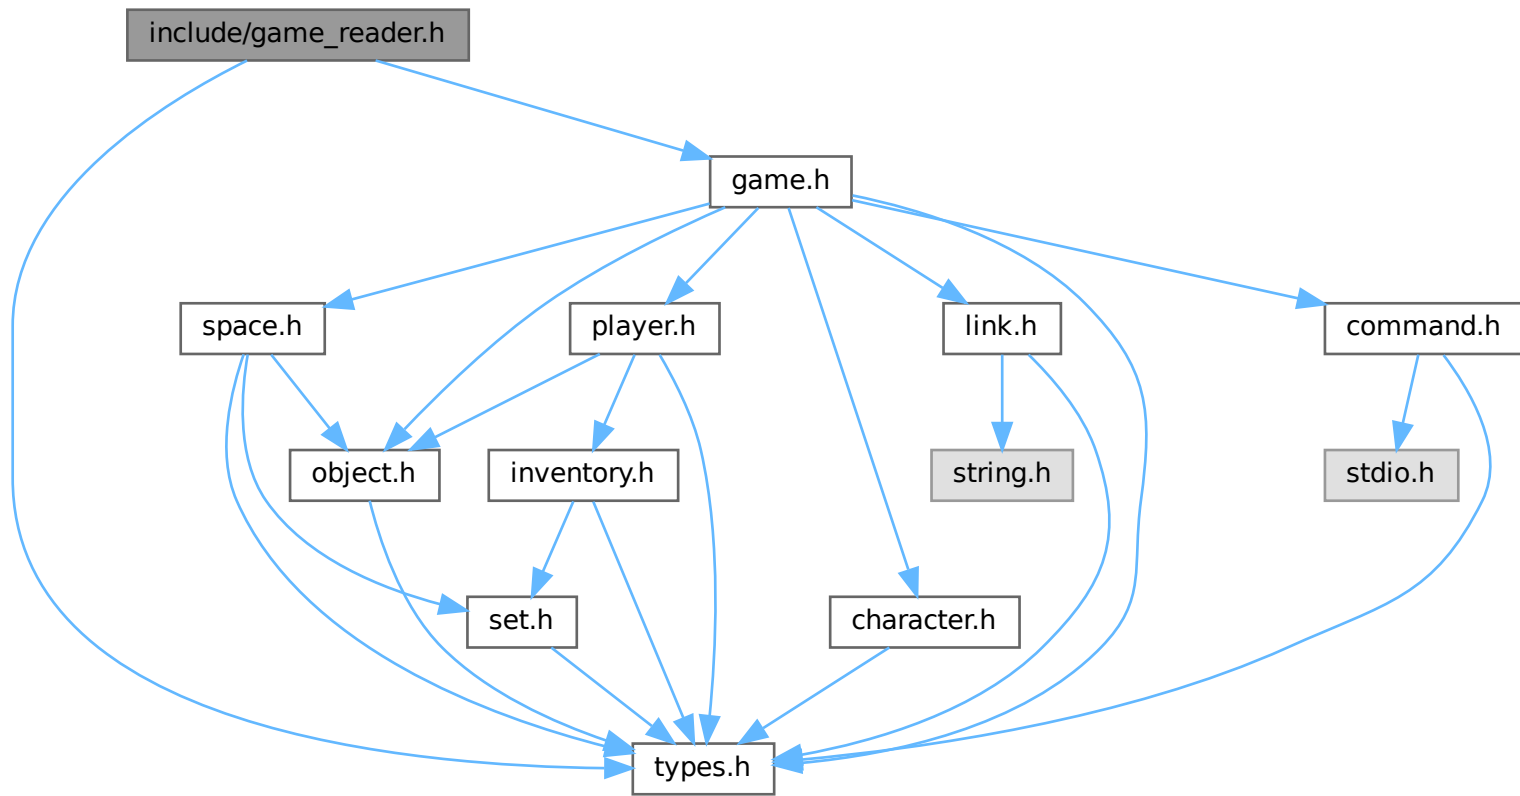 include/game_reader.h
game.h
space.h
player.h
link.h
command.h
object.h
inventory.h
string.h
stdio.h
set.h
character.h
types.h